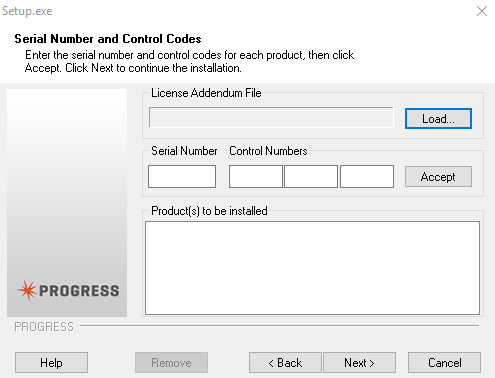 Setup.exe
Serial Number and Control Codes
Enter the serial number and control codes for each product, then click
Accept. Click Next to continue the installation.
License Addendum File
Load...
Serial Number Control Numbers
Accept
Product(s) to be installed
PROGRESS
PROGRESS
Help Remove < Back Next > Cancel